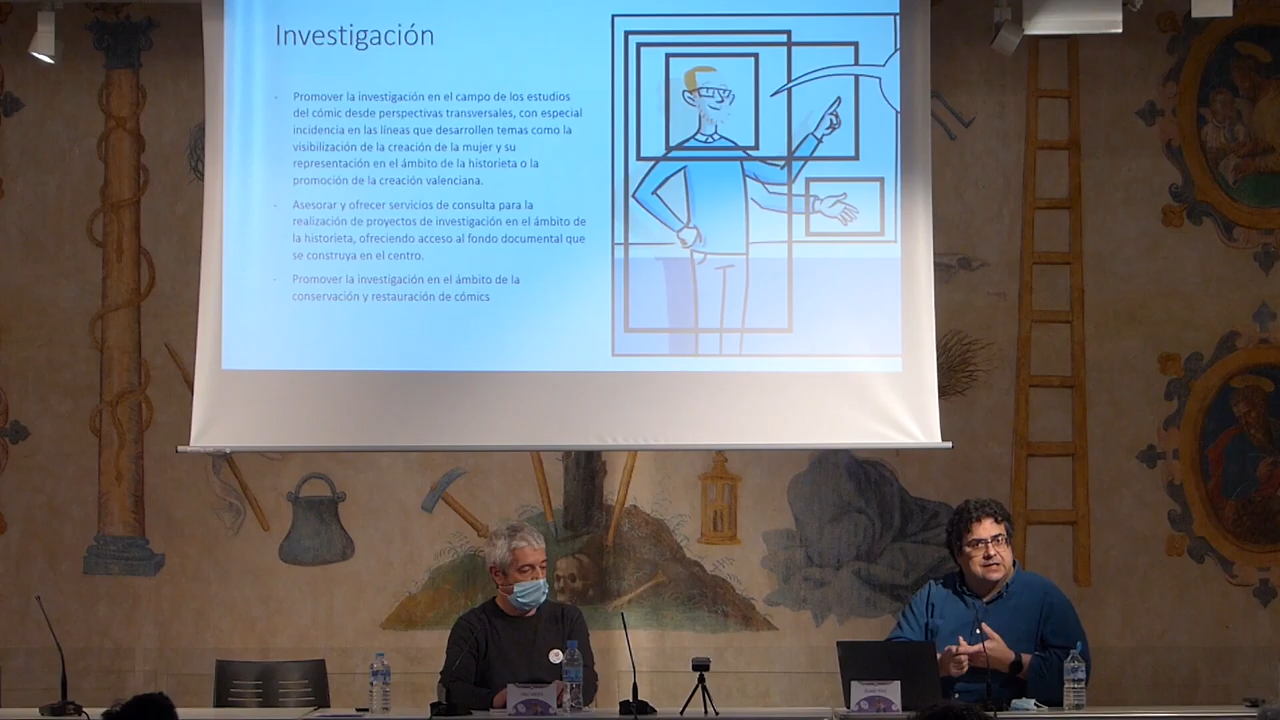 Investigación
- Promover la investigación en el campo de los estudios
del cómic desde perspectivas transversales, con especial
incidencia en las líneas que desarrollen temas como la
visibilización de la creación de la mujer y su
representación en el ámbito de la historieta o la
promoción de la creación valenciana.
- Asesorar y ofrecer servicios de consulta para la
realización de proyectos de investigación en el ámbito de
la historieta, ofreciendo acceso al fondo documental que
se construya en el centro.
- Promover la investigación en el ámbito de la
conservación y restauración de cómics